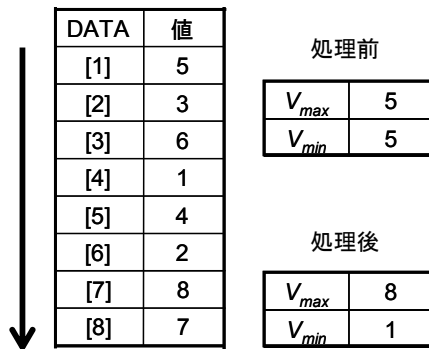 DATA 値
[1] 5
[2] 3
[3] 6
[4] 1
[5] 4
[6] 2
[7] 8
[8] 7
処理前
Vmax 5
Vmin 5
処理後
Vmax 8
Vmin 1